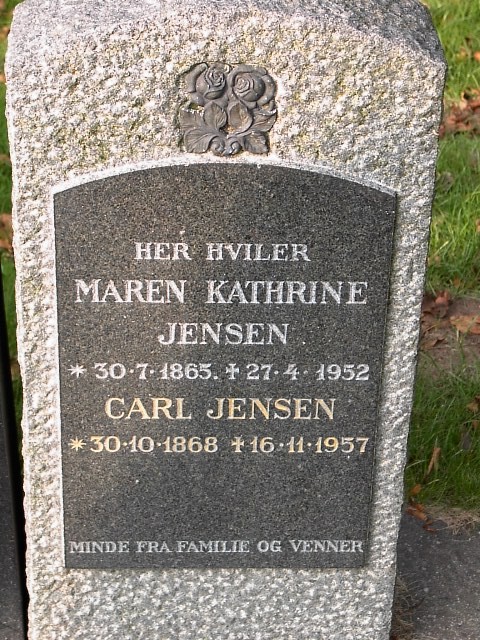 HER HVILER
MAREN KATHRINE
JENSEN
* 30·7·1865. ✝ 27·4·1952
CARL JENSEN
* 30·10·1868 ✝ 16·11·1957
MINDE FRA FAMILIE OG VENNER